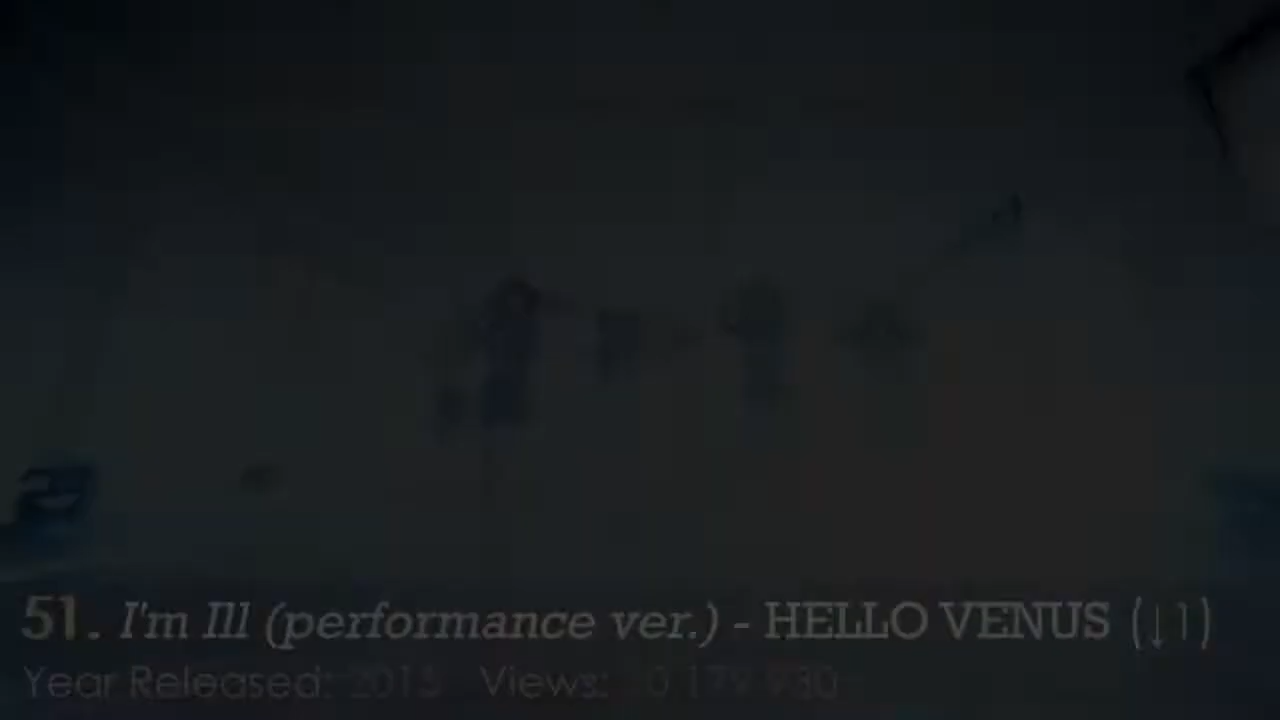 51. I'm Ill (performance ver.) - HELLO VENUS (↓1)
Year Released: 2015 Views: